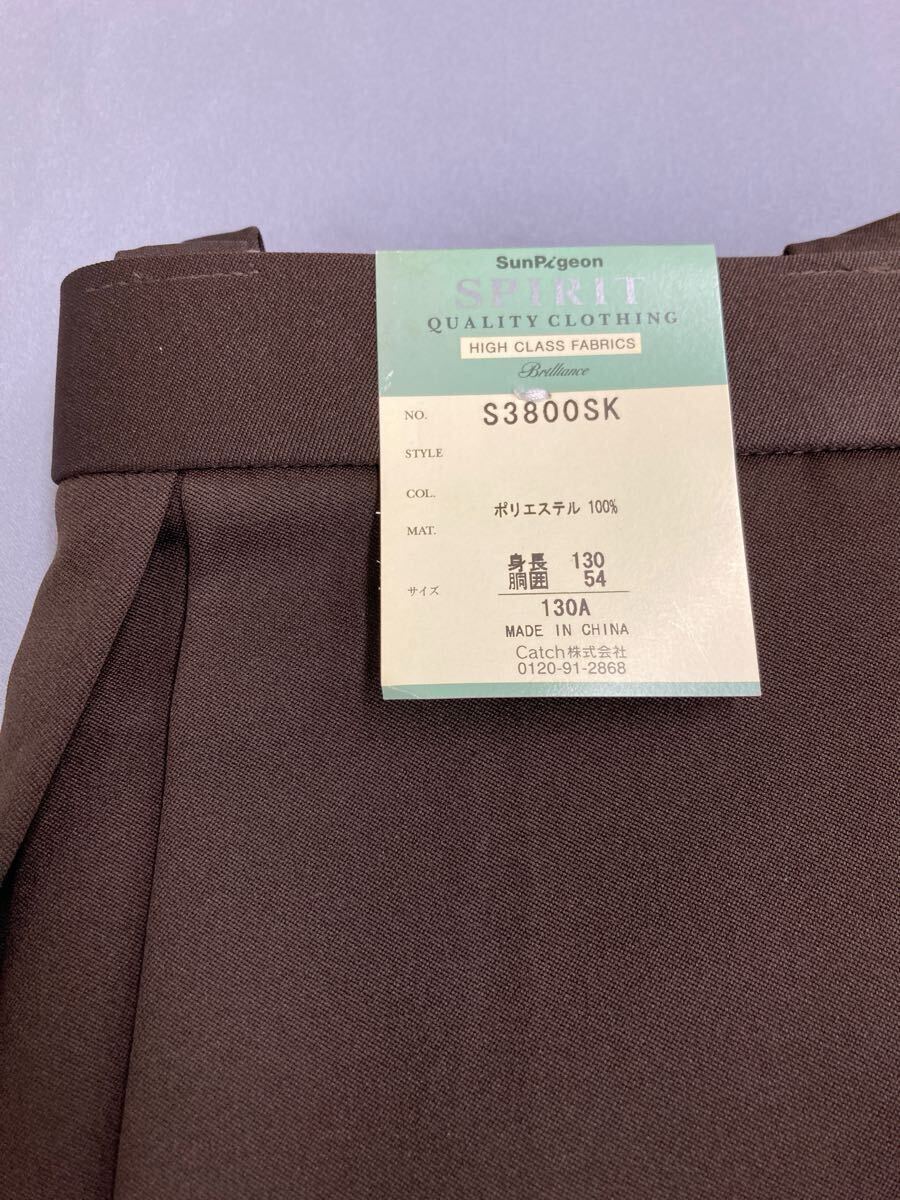 SunPigeon
SPIRIT
QUALITY CLOTHING
HIGH CLASS FABRICS
Brilliance
NO. S3800SK
STYLE
COL.
ポリエステル 100%
MAT.
身長 130
胴囲 54
サイズ
130A
MADE IN CHINA
Catch株式会社
0120-91-2868